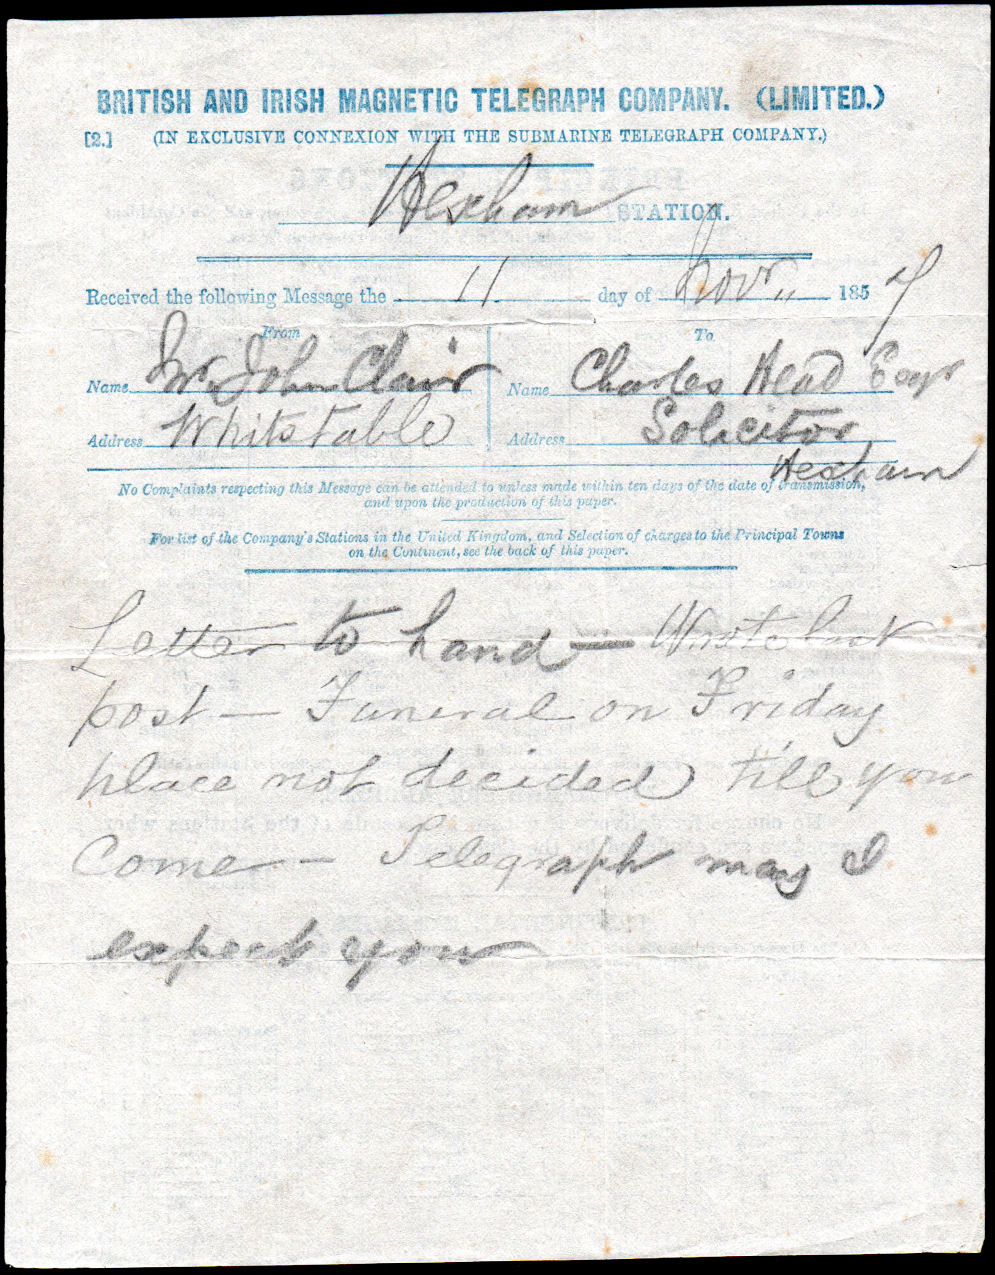 BRITISH AND IRISH MAGNETIC TELEGRAPH COMPANY. (LIMITED.)
[2.] (IN EXCLUSIVE CONNEXION WITH THE SUBMARINE TELEGRAPH COMPANY.)
Hexham STATION.
Received the following Message the 11 day of Novr 1857
From To
Name Mr John Clair Name Charles Head Esqr
Address Whitstable Address Solicitor
Hexham
No Complaints respecting this Message can be attended to unless made within ten days of the date of transmission,
and upon the production of this paper.
For list of the Company's Stations in the United Kingdom, and Selection of charges to the Principal Towns
on the Continent, see the back of this paper.
Letter to hand — Wrote last
post — Funeral on Friday
place not decided till you
Come — Telegraph may I
expect you